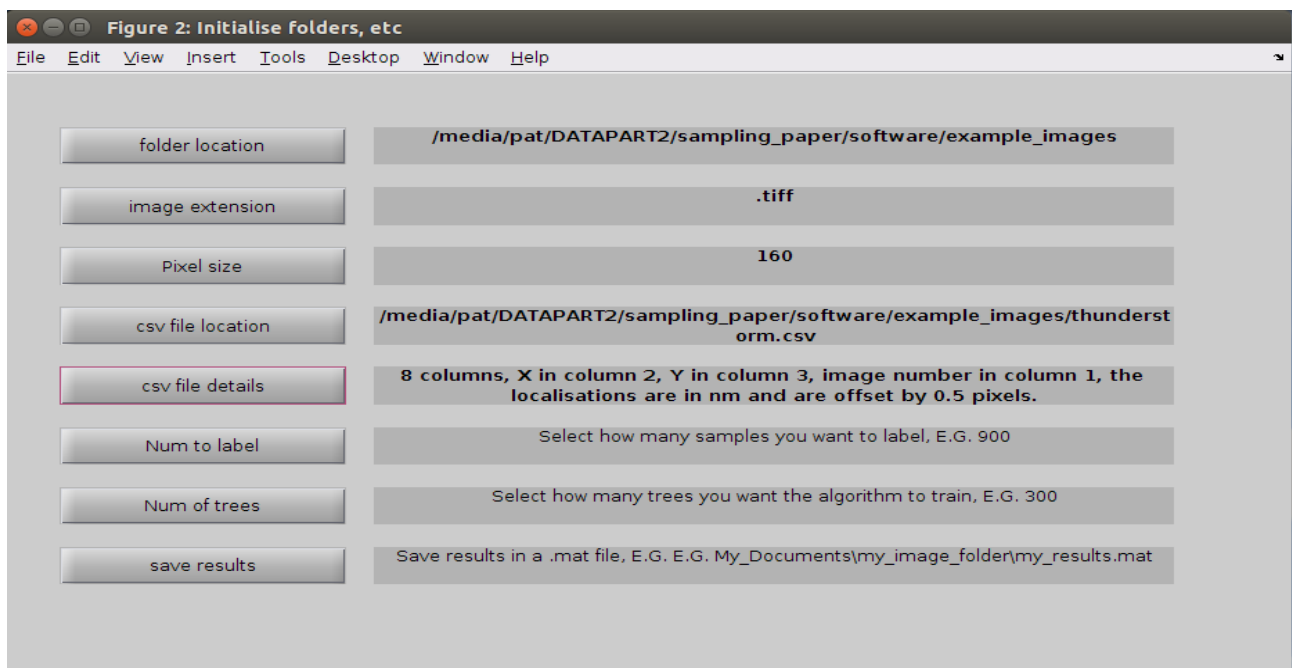 Figure 2: Initialise folders, etc
File Edit View Insert Tools Desktop Window Help
folder location /media/pat/DATAPART2/sampling_paper/software/example_images
image extension .tiff
Pixel size 160
csv file location /media/pat/DATAPART2/sampling_paper/software/example_images/thunderst
orm.csv
csv file details 8 columns, X in column 2, Y in column 3, image number in column 1, the
localisations are in nm and are offset by 0.5 pixels.
Num to label Select how many samples you want to label, E.G. 900
Num of trees Select how many trees you want the algorithm to train, E.G. 300
save results Save results in a .mat file, E.G. E.G. My_Documents\my_image_folder\my_results.mat